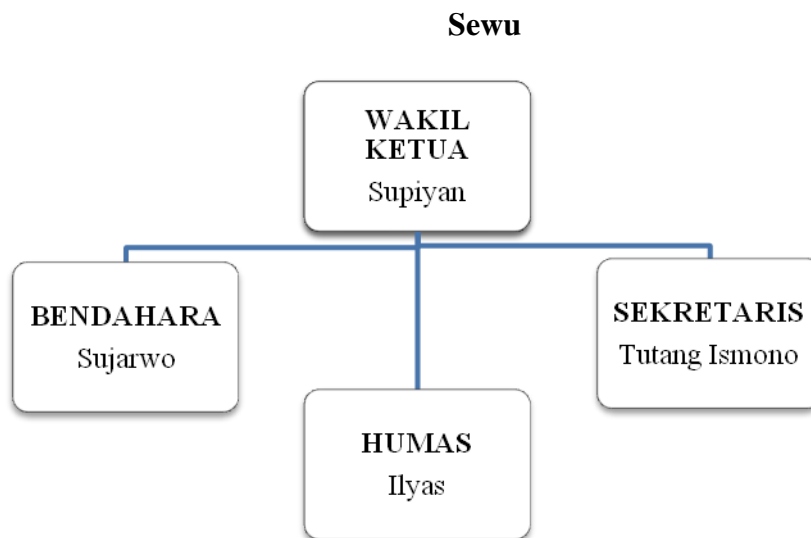 Sewu
WAKIL
KETUA
Supiyan
BENDAHARA
Sujarwo
SEKRETARIS
Tutang Ismono
HUMAS
Ilyas